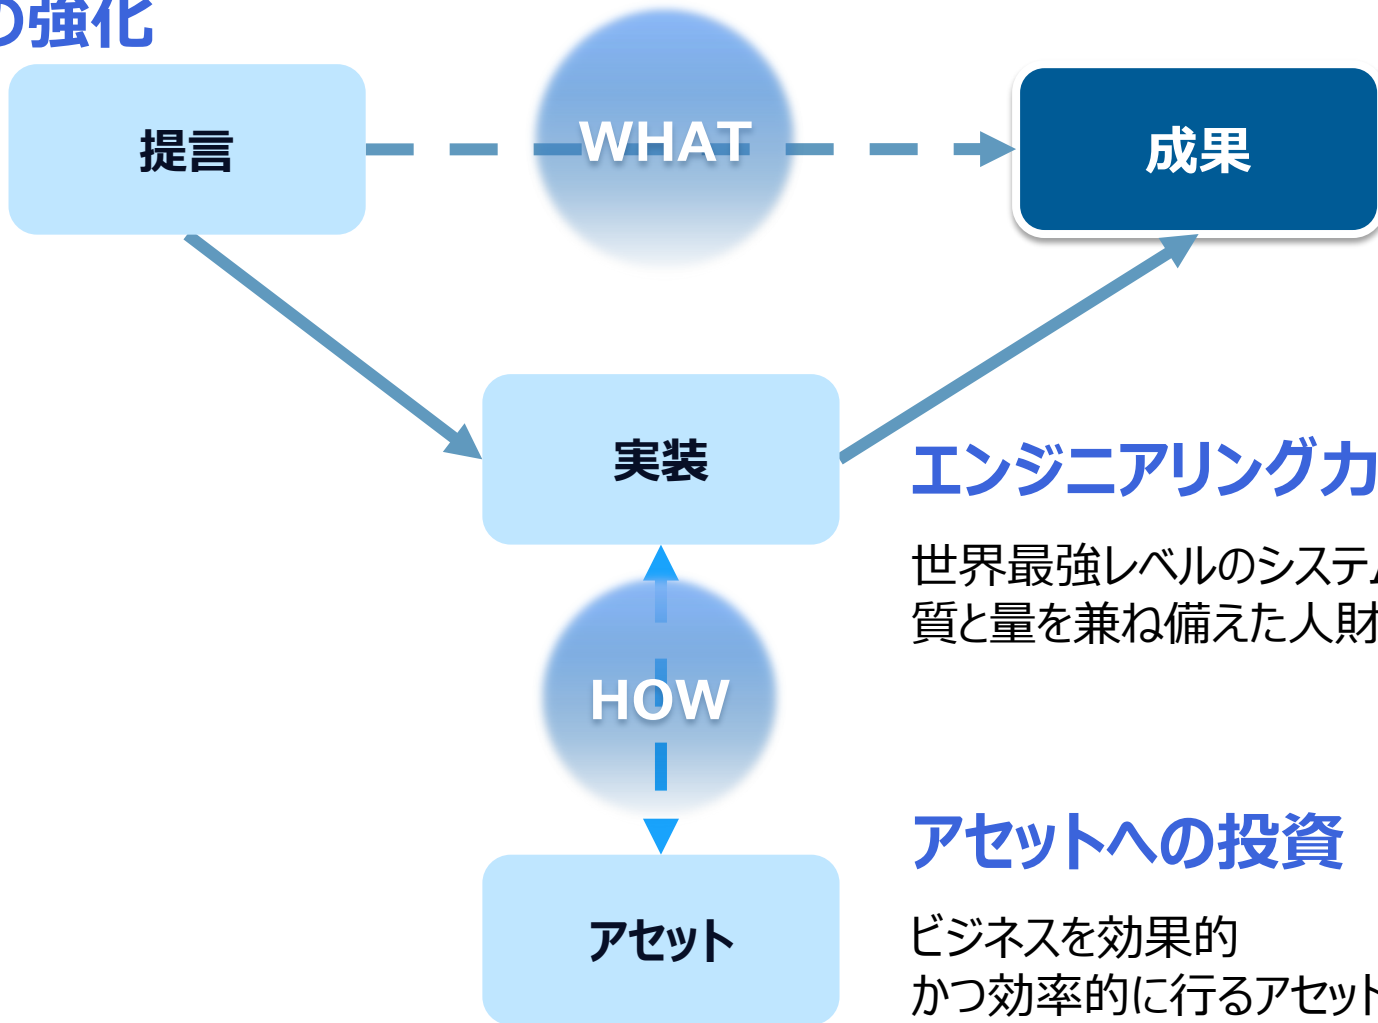 の強化
提言
WHAT
成果
実装
エンジニアリング力
世界最強レベルのシステム
質と量を兼ね備えた人財
HOW
アセットへの投資
アセット
ビジネスを効果的
かつ効率的に行るアセット